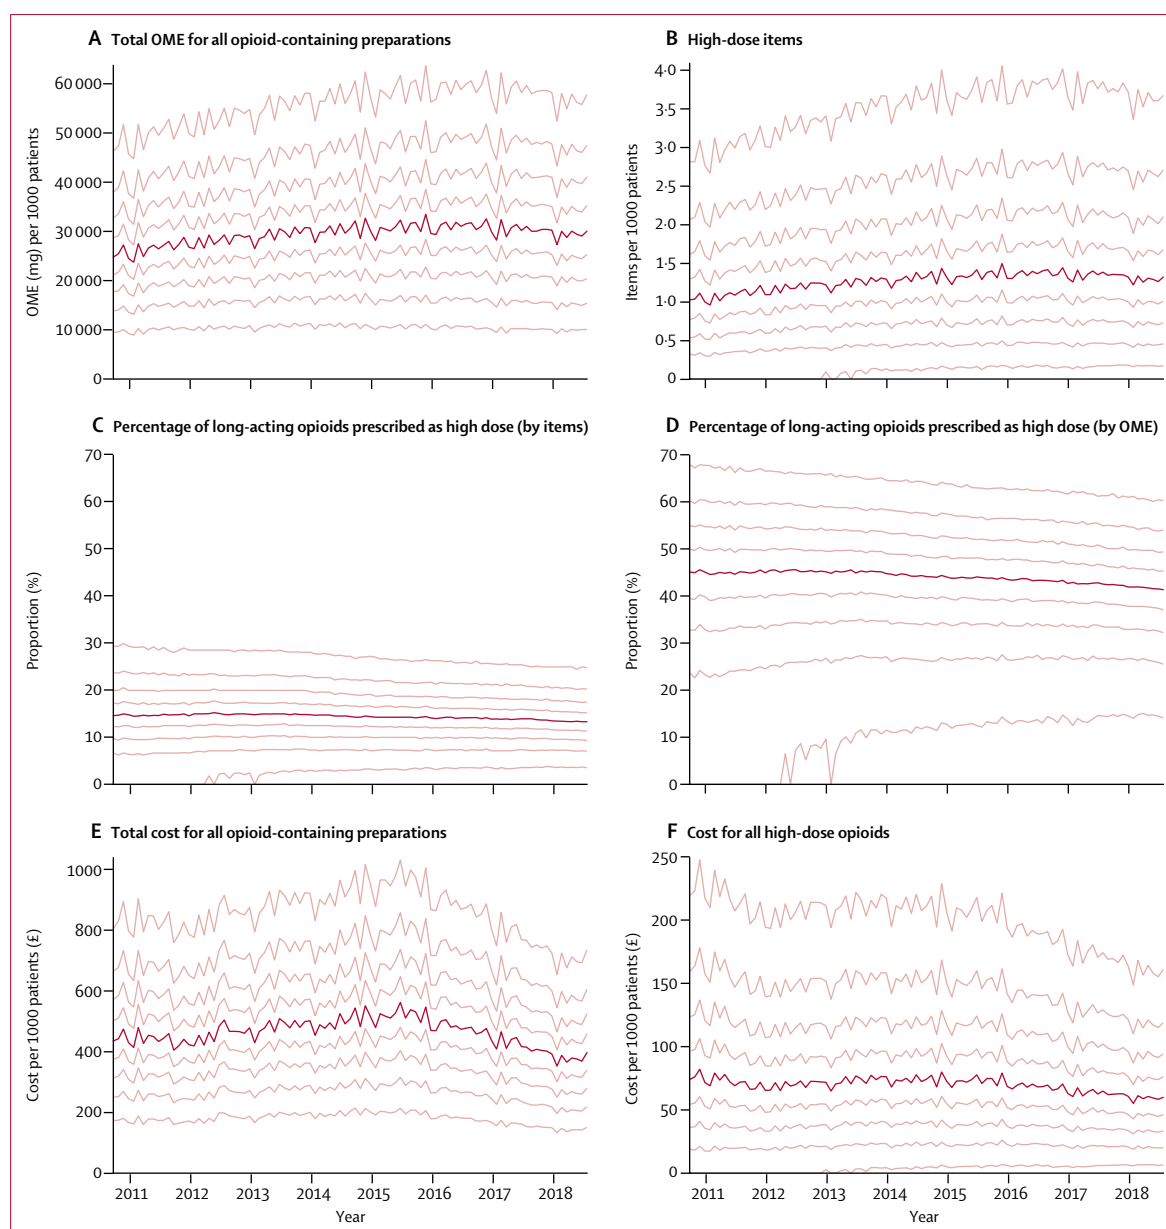 A Total OME for all opioid-containing preparations
OME (mg) per 1000 patients
60 000
50 000
40 000
30 000
20 000
10 000
0
B High-dose items
Items per 1000 patients
4·0
3·5
3·0
2·5
2·0
1·5
1·0
0·5
0
C Percentage of long-acting opioids prescribed as high dose (by items)
Proportion (%)
70
60
50
40
30
20
10
0
D Percentage of long-acting opioids prescribed as high dose (by OME)
Proportion (%)
70
60
50
40
30
20
10
0
E Total cost for all opioid-containing preparations
Cost per 1000 patients (£)
1000
800
600
400
200
0
2011 2012 2013 2014 2015 2016 2017 2018
Year
F Cost for all high-dose opioids
Cost per 1000 patients (£)
250
200
150
100
50
0
2011 2012 2013 2014 2015 2016 2017 2018
Year